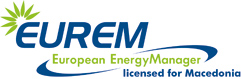 EUREM
European EnergyManager
licensed for Macedonia